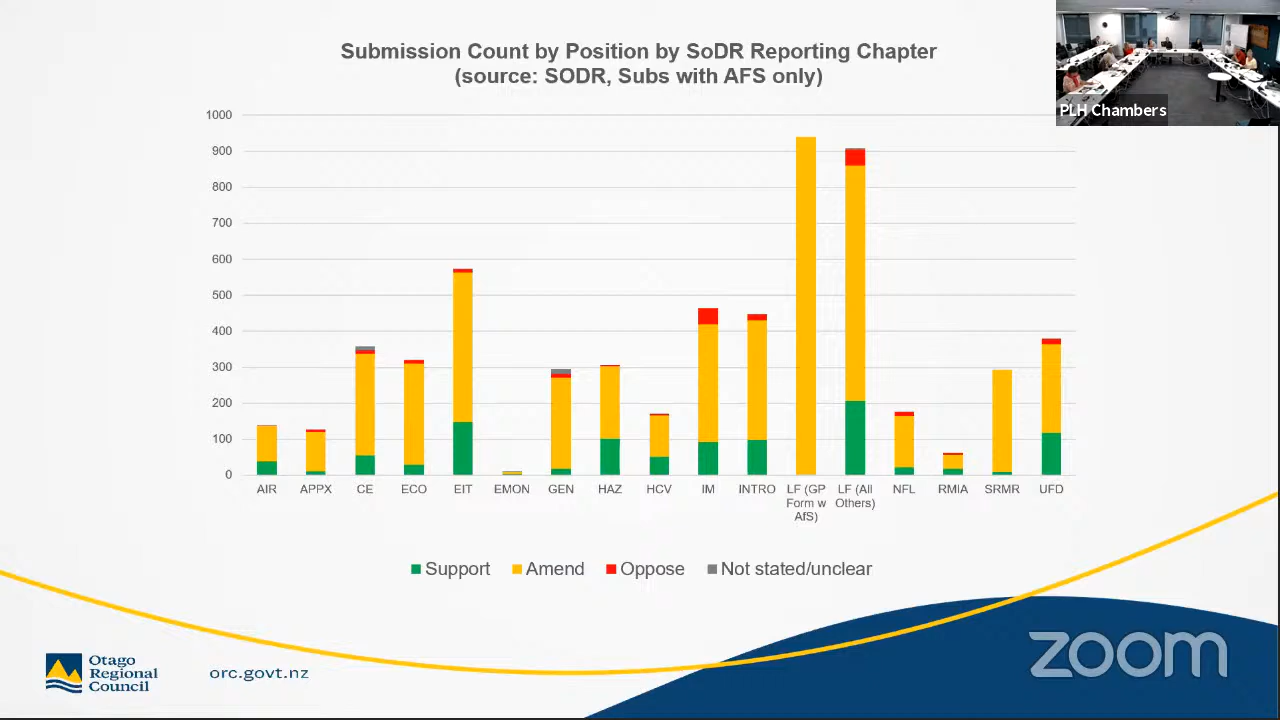 Submission Count by Position by SoDR Reporting Chapter
(source: SODR, Subs with AFS only)
PLH Chambers
1000
900
800
700
600
500
400
300
200
100
0
AIR APPX CE ECO EIT EMON GEN HAZ HCV IM INTRO LF (GP Form w AfS) LF (All Others) NFL RMIA SRMR UFD
Support Amend Oppose Not stated/unclear
Otago
Regional
Council
orc.govt.nz
zoom